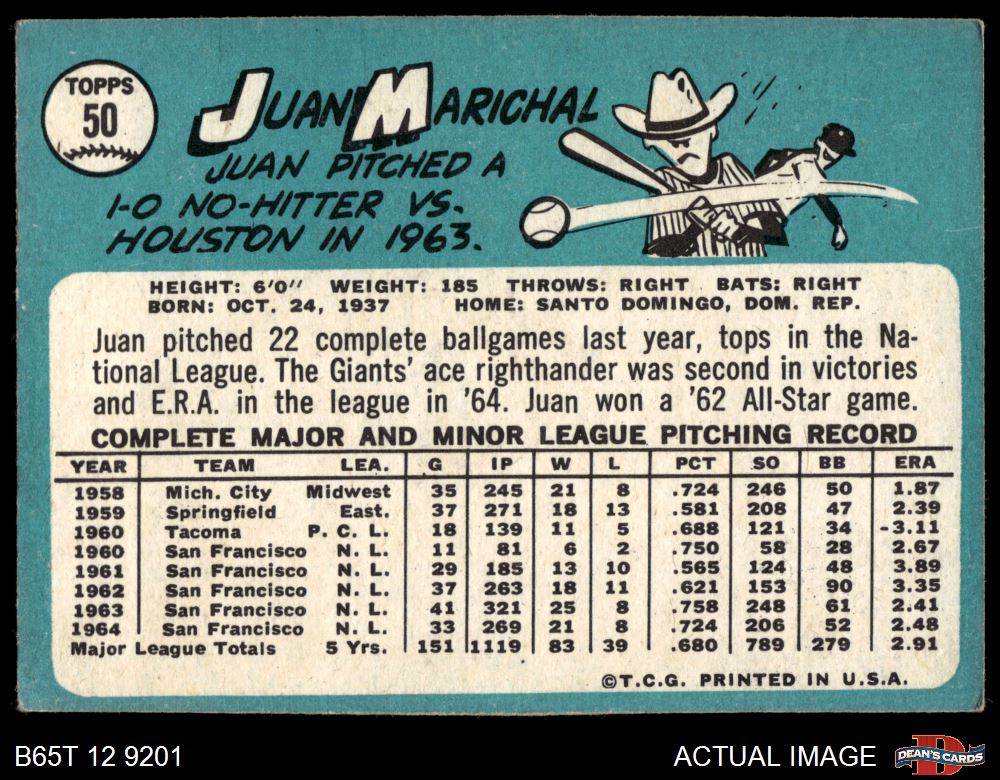 TOPPS
50
JUAN MARICHAL
JUAN PITCHED A
1-0 NO-HITTER VS.
HOUSTON IN 1963.
HEIGHT: 6'0" WEIGHT: 185 THROWS: RIGHT BATS: RIGHT
BORN: OCT. 24, 1937 HOME: SANTO DOMINGO, DOM. REP.
Juan pitched 22 complete ballgames last year, tops in the Na-
tional League. The Giants' ace righthander was second in victories
and E.R.A. in the league in '64. Juan won a '62 All-Star game.
COMPLETE MAJOR AND MINOR LEAGUE PITCHING RECORD
YEAR TEAM LEA. G IP W L PCT SO BB ERA
1958 Mich. City Midwest 35 245 21 8 .724 246 50 1.87
1959 Springfield East. 37 271 18 13 .581 208 47 2.39
1960 Tacoma P. C. L. 18 139 11 5 .688 121 34 -3.11
1960 San Francisco N. L. 11 81 6 2 .750 58 28 2.67
1961 San Francisco N. L. 29 185 13 10 .565 124 48 3.89
1962 San Francisco N. L. 37 263 18 11 .621 153 90 3.35
1963 San Francisco N. L. 41 321 25 8 .758 248 61 2.41
1964 San Francisco N. L. 33 269 21 8 .724 206 52 2.48
Major League Totals 5 Yrs. 151 1119 83 39 .680 789 279 2.91
©T.C.G. PRINTED IN U.S.A.
B65T 12 9201 ACTUAL IMAGE DEAN'S CARDS